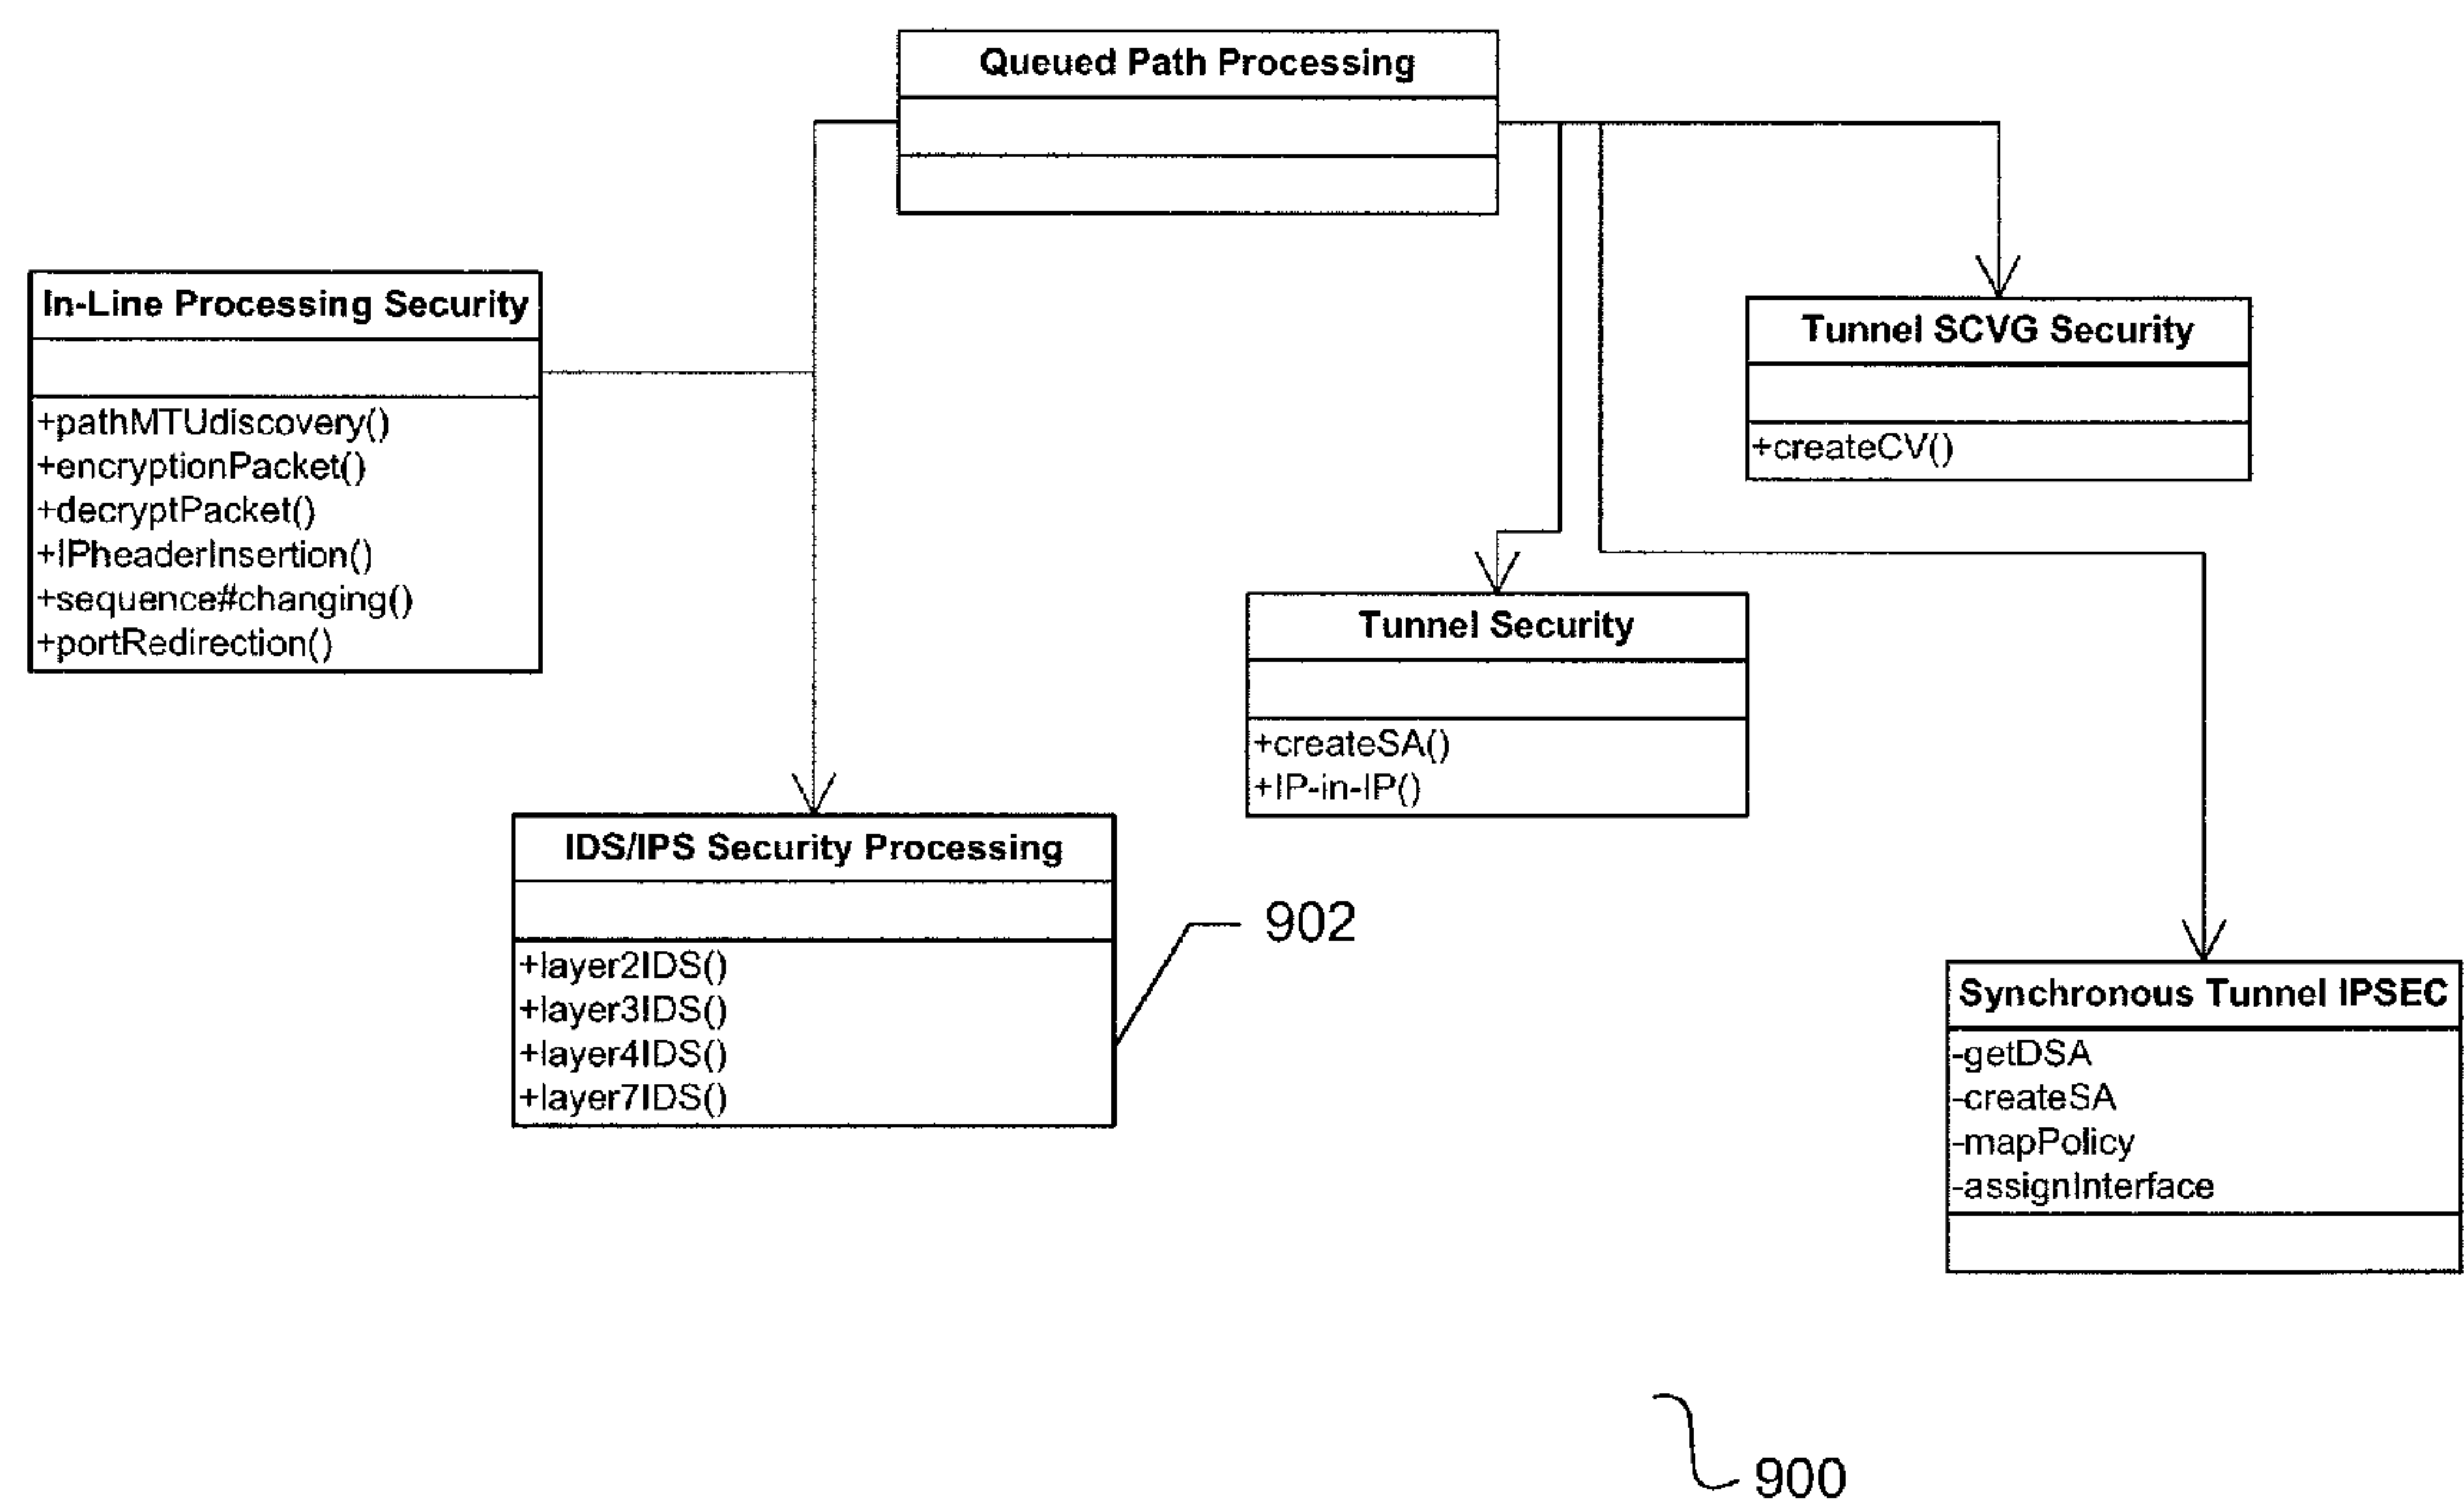 Queued Path Processing
In-Line Processing Security
+pathMTUdiscovery()
+encryptionPacket()
+decryptPacket()
+IPheaderInsertion()
+sequence#changing()
+portRedirection()
Tunnel SCVG Security
+createCV()
Tunnel Security
+createSA()
+IP-in-IP()
IDS/IPS Security Processing
+layer2IDS()
+layer3IDS()
+layer4IDS()
+layer7IDS()
902
Synchronous Tunnel IPSEC
-getDSA
-createSA
-mapPolicy
-assignInterface
900